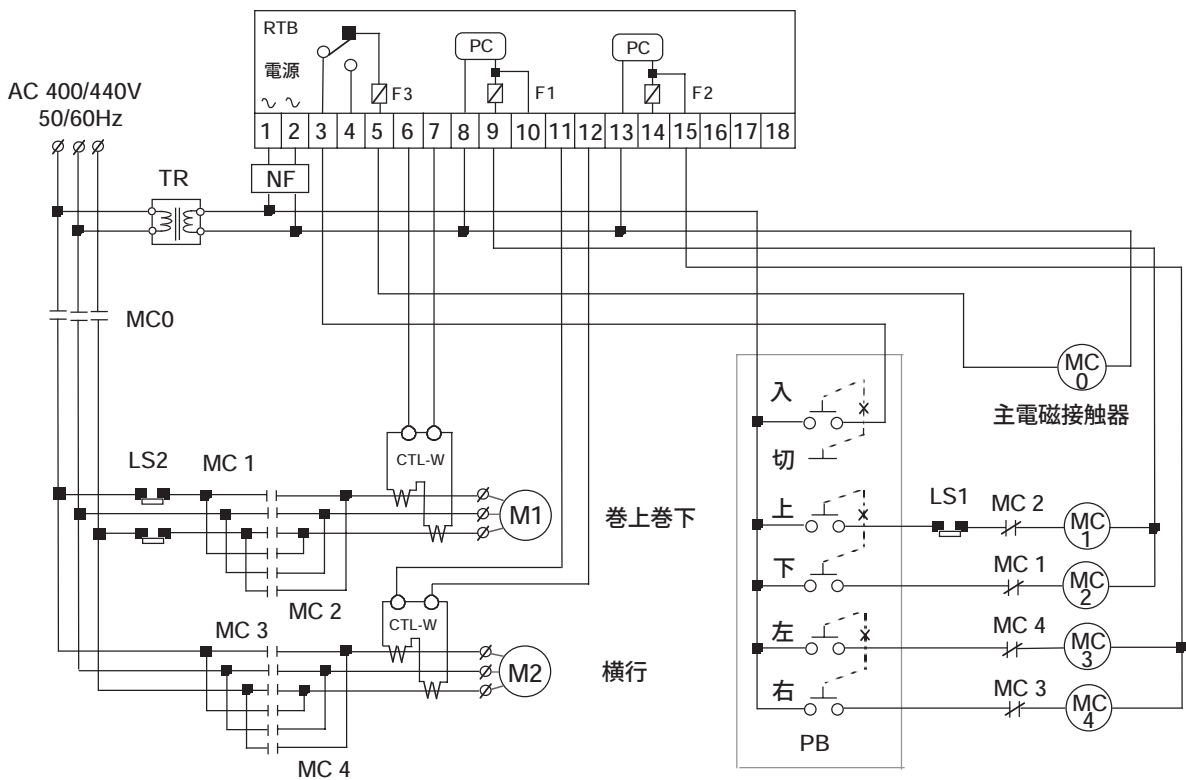 RTB
PC
PC
電源
F3
F1
F2
AC 400/440V
50/60Hz
1 2 3 4 5 6 7 8 9 10 11 12 13 14 15 16 17 18
TR
NF
MC0
MC
0
主電磁接触器
入
切
CTL-W
LS2
MC 1
M1
巻上巻下
上
LS1
MC 2
MC
1
下
MC 1
MC
2
MC 2
CTL-W
MC 3
M2
横行
左
MC 4
MC
3
右
MC 3
MC
4
PB
MC 4